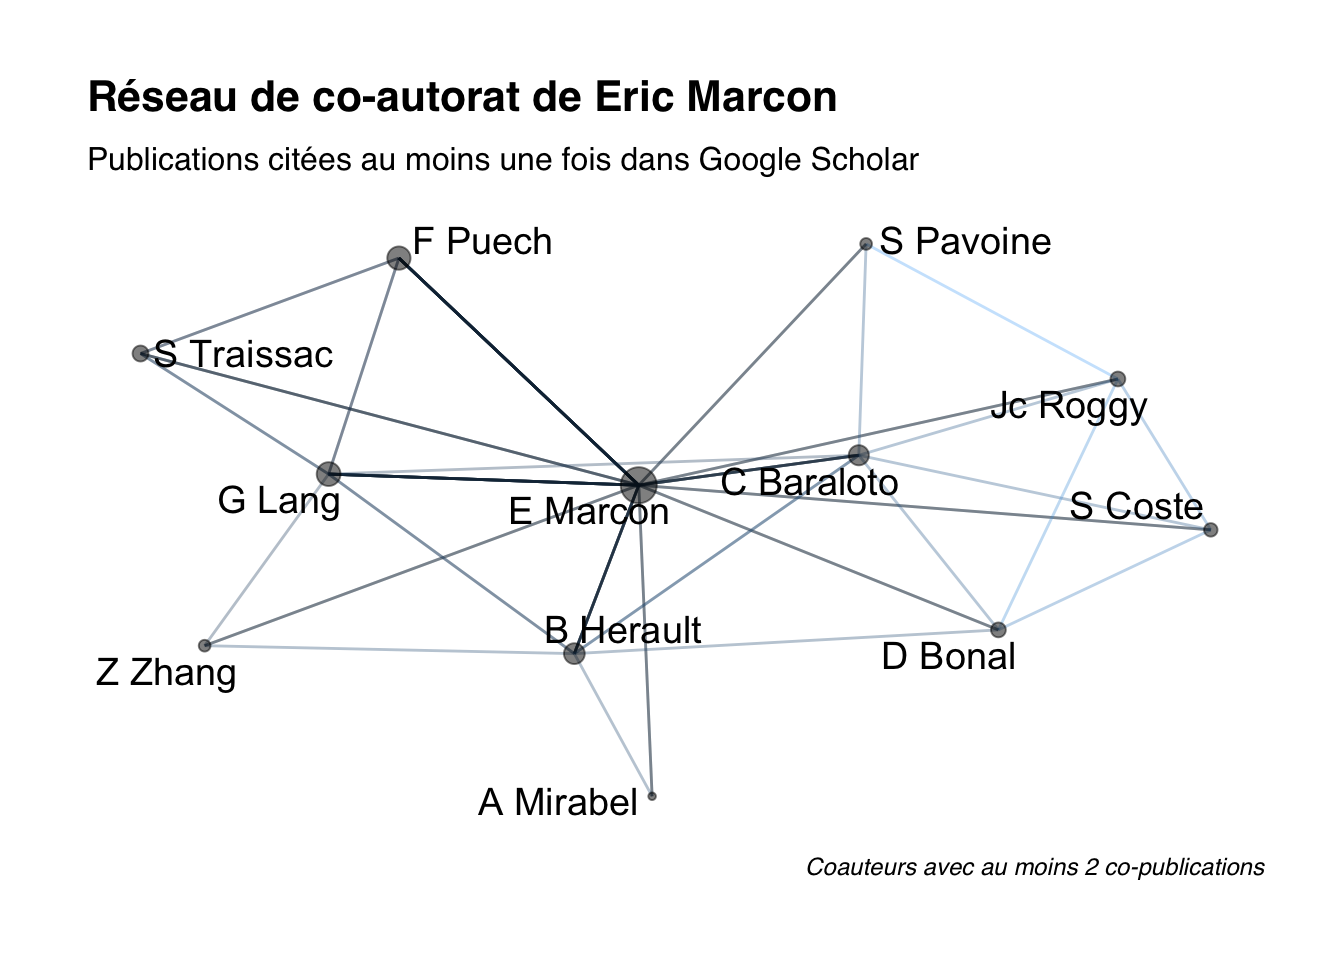 Réseau de co-autorat de Eric Marcon
Publications citées au moins une fois dans Google Scholar
F Puech
S Pavoine
S Traissac
Jc Roggy
C Baraloto
G Lang
E Marcon
S Coste
B Herault
D Bonal
Z Zhang
A Mirabel
Coauteurs avec au moins 2 co-publications